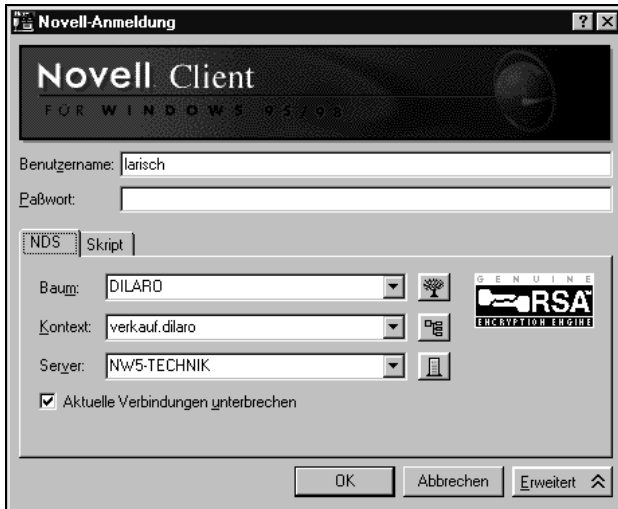 Novell-Anmeldung
Novell Client
FÜR WINDOWS 95/98
Benutzername: larisch
Paßwort:
NDS Skript
Baum: DILARO
GENUINE
RSA
ENCRYPTION ENGINE
Kontext: verkauf.dilaro
Server: NW5-TECHNIK
Aktuelle Verbindungen unterbrechen
OK Abbrechen Erweitert